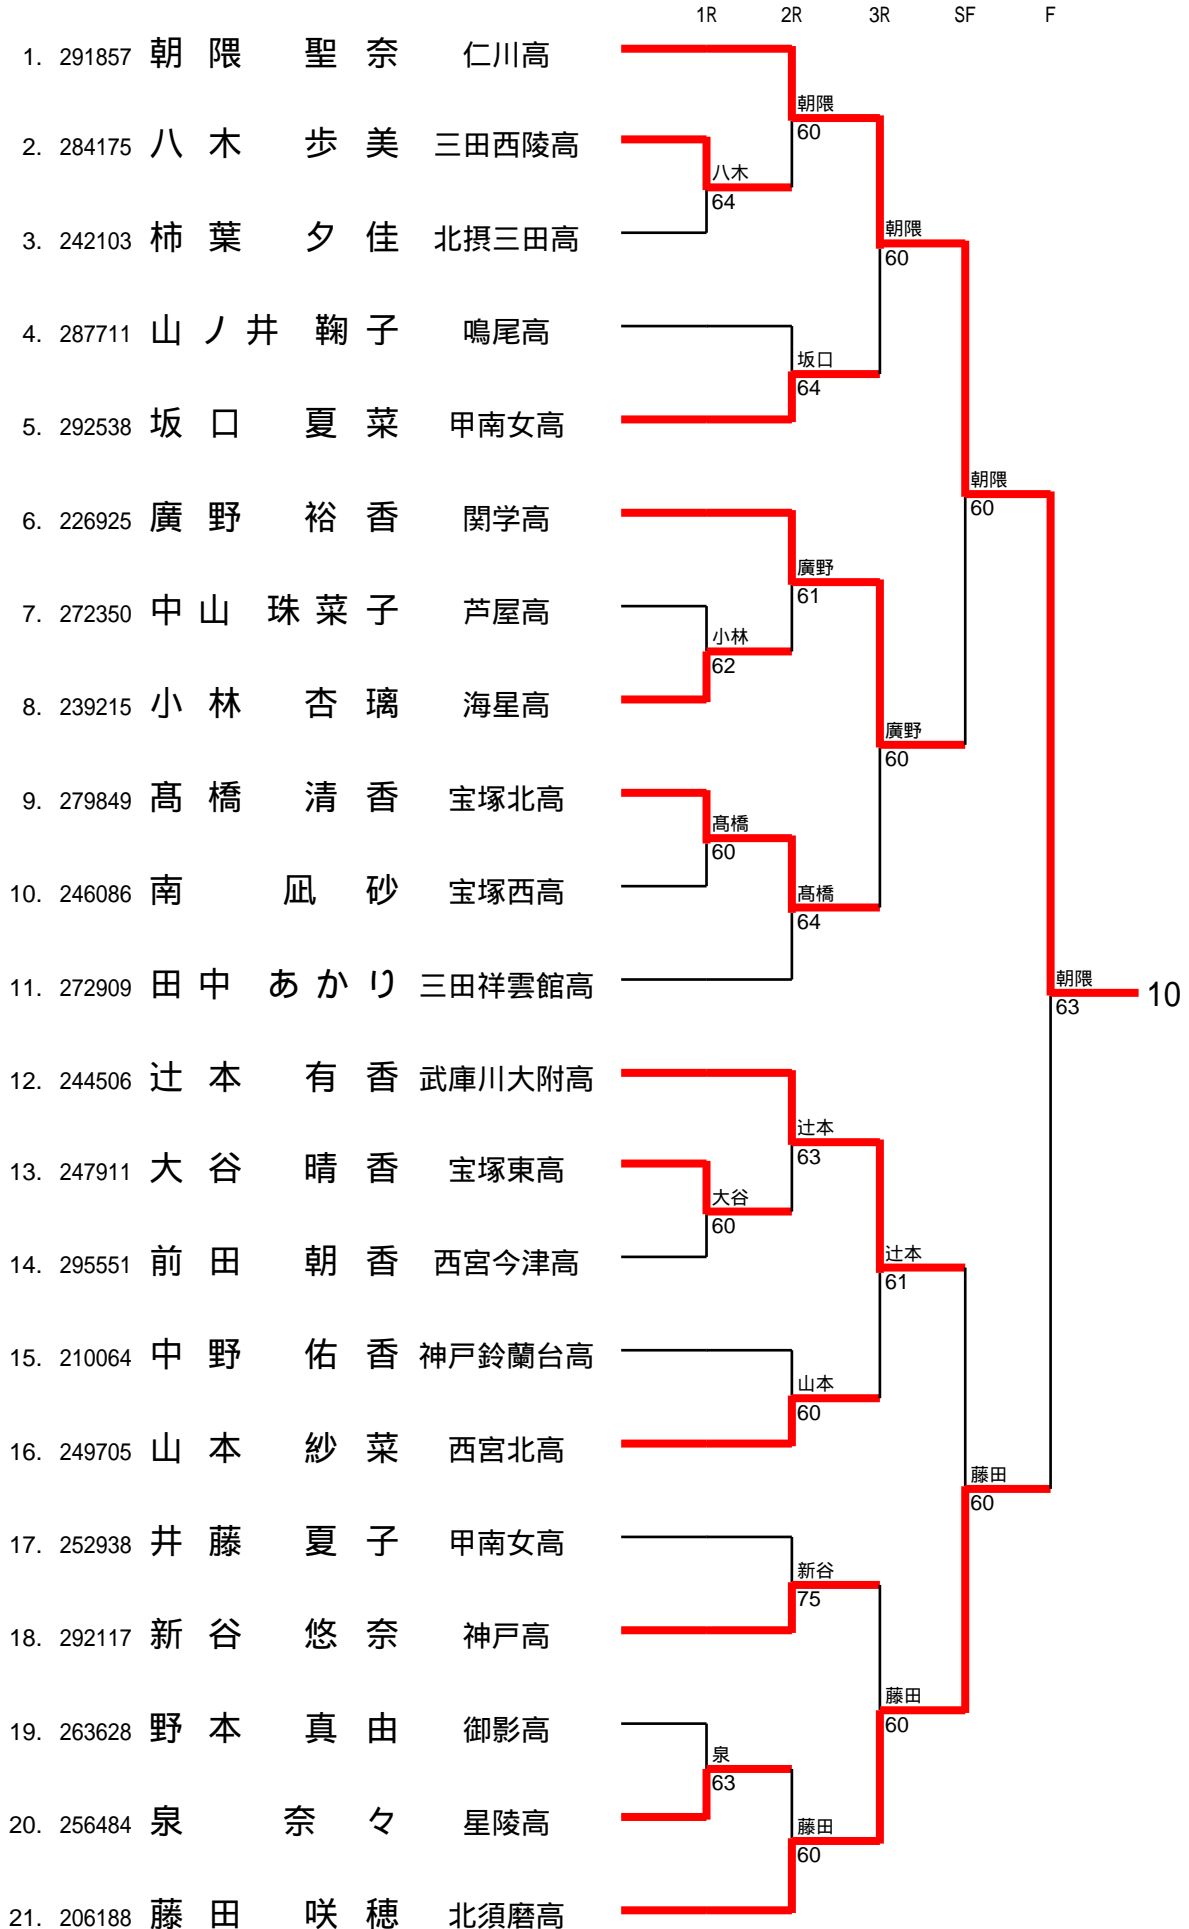 1R 2R 3R SF F
1. 291857 朝隈 聖奈 仁川高
朝隈
60
2. 284175 八木 歩美 三田西陵高
八木
64
3. 242103 柿葉 夕佳 北摂三田高
朝隈
60
4. 287711 山ノ井 鞠子 鳴尾高
坂口
64
5. 292538 坂口 夏菜 甲南女高
朝隈
60
6. 226925 廣野 裕香 関学高
廣野
61
7. 272350 中山 珠菜子 芦屋高
小林
62
8. 239215 小林 杏璃 海星高
廣野
60
9. 279849 髙橋 清香 宝塚北高
髙橋
60
10. 246086 南 凪砂 宝塚西高
髙橋
64
11. 272909 田中 あかり 三田祥雲館高
朝隈
63
10
12. 244506 辻本 有香 武庫川大附高
辻本
63
13. 247911 大谷 晴香 宝塚東高
大谷
60
14. 295551 前田 朝香 西宮今津高
辻本
61
15. 210064 中野 佑香 神戸鈴蘭台高
山本
60
16. 249705 山本 紗菜 西宮北高
藤田
60
17. 252938 井藤 夏子 甲南女高
新谷
75
18. 292117 新谷 悠奈 神戸高
藤田
60
19. 263628 野本 真由 御影高
泉
63
20. 256484 泉 奈々 星陵高
藤田
60
21. 206188 藤田 咲穂 北須磨高